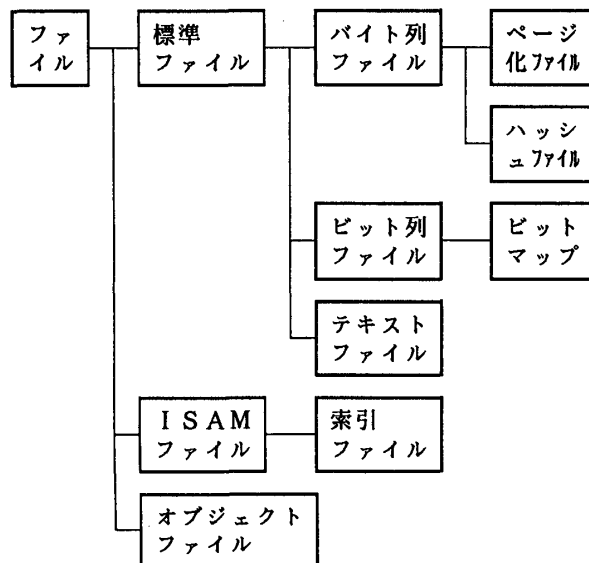 ファ
イル
標準
ファイル
バイト列
ファイル
ページ
化ファイル
ハッシ
ュファイル
ビット列
ファイル
ビット
マップ
テキスト
ファイル
ＩＳＡＭ
ファイル
索引
ファイル
オブジェクト
ファイル